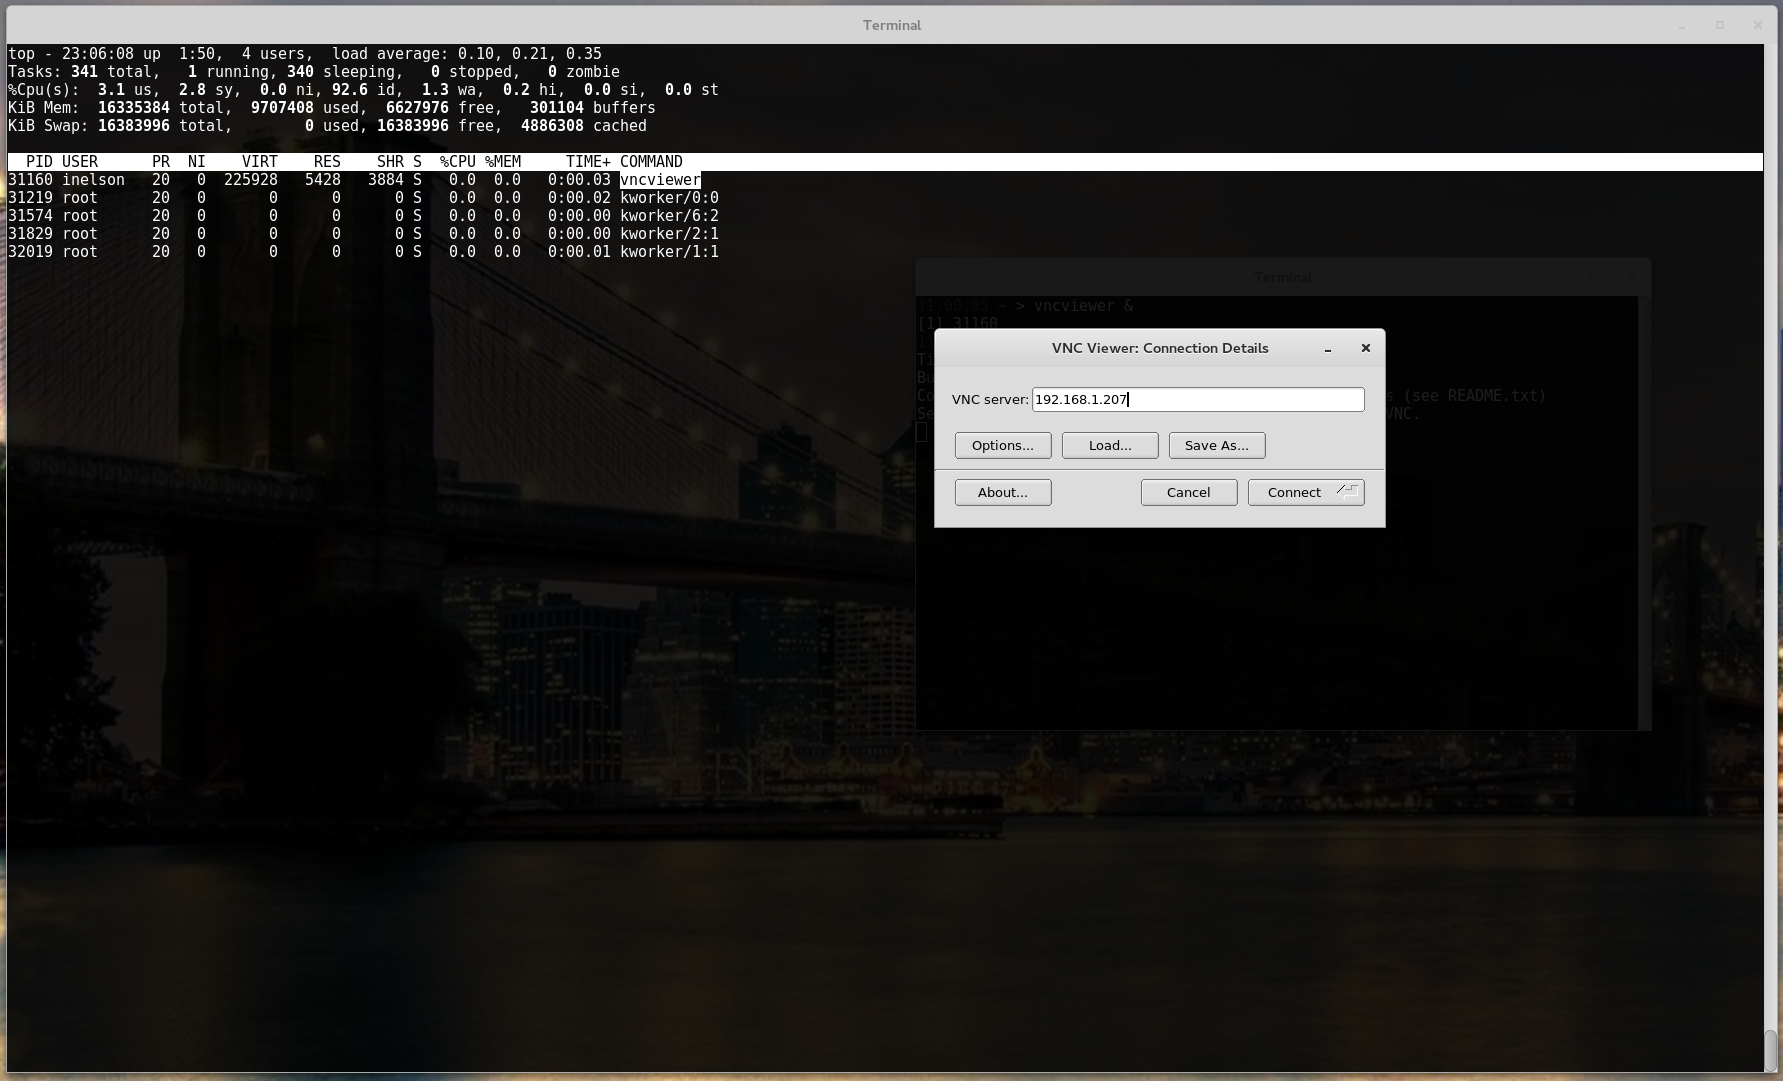 Terminal
top - 23:06:08 up  1:50,  4 users,  load average: 0.10, 0.21, 0.35
Tasks: 341 total,   1 running, 340 sleeping,   0 stopped,   0 zombie
%Cpu(s):  3.1 us,  2.8 sy,  0.0 ni, 92.6 id,  1.3 wa,  0.2 hi,  0.0 si,  0.0 st
KiB Mem:  16335384 total,  9707408 used,  6627976 free,   301104 buffers
KiB Swap: 16383996 total,        0 used, 16383996 free,  4886308 cached
PID USER      PR  NI    VIRT    RES    SHR S  %CPU %MEM     TIME+ COMMAND
31160 inelson   20   0  225928   5428   3884 S   0.0  0.0   0:00.03 vncviewer
31219 root      20   0       0      0      0 S   0.0  0.0   0:00.02 kworker/0:0
31574 root      20   0       0      0      0 S   0.0  0.0   0:00.00 kworker/6:2
31829 root      20   0       0      0      0 S   0.0  0.0   0:00.00 kworker/2:1
32019 root      20   0       0      0      0 S   0.0  0.0   0:00.01 kworker/1:1
Terminal
11:00:05 ~ > vncviewer &
[1] 31160
VNC Viewer: Connection Details
Ti
Bu
VNC server: 192.168.1.207
Co s (see README.txt)
Se VNC.
Options... Load... Save As...
About... Cancel Connect